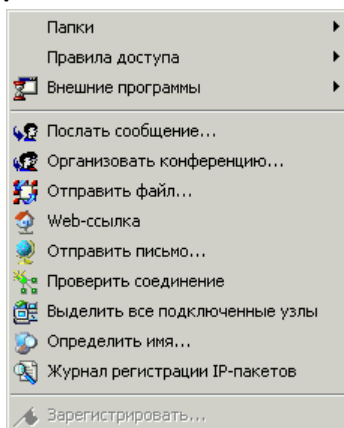 Папки
Правила доступа
Внешние программы
Послать сообщение...
Организовать конференцию...
Отправить файл...
Web-ссылка
Отправить письмо...
Проверить соединение
Выделить все подключенные узлы
Определить имя...
Журнал регистрации IP-пакетов
Зарегистрировать...